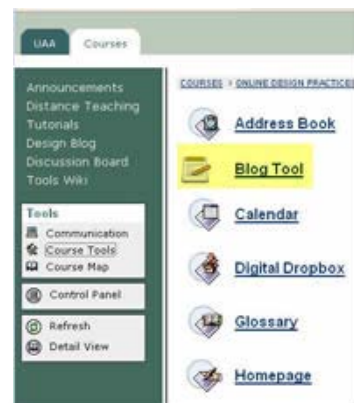 UAA Courses
Announcements
Distance Teaching
Tutorials
Design Blog
Discussion Board
Tools Wiki
Tools
Communication
Course Tools
Course Map
Control Panel
Refresh
Detail View
COURSES > ONLINE DESIGN PRACTICES
Address Book
Blog Tool
Calendar
Digital Dropbox
Glossary
Homepage